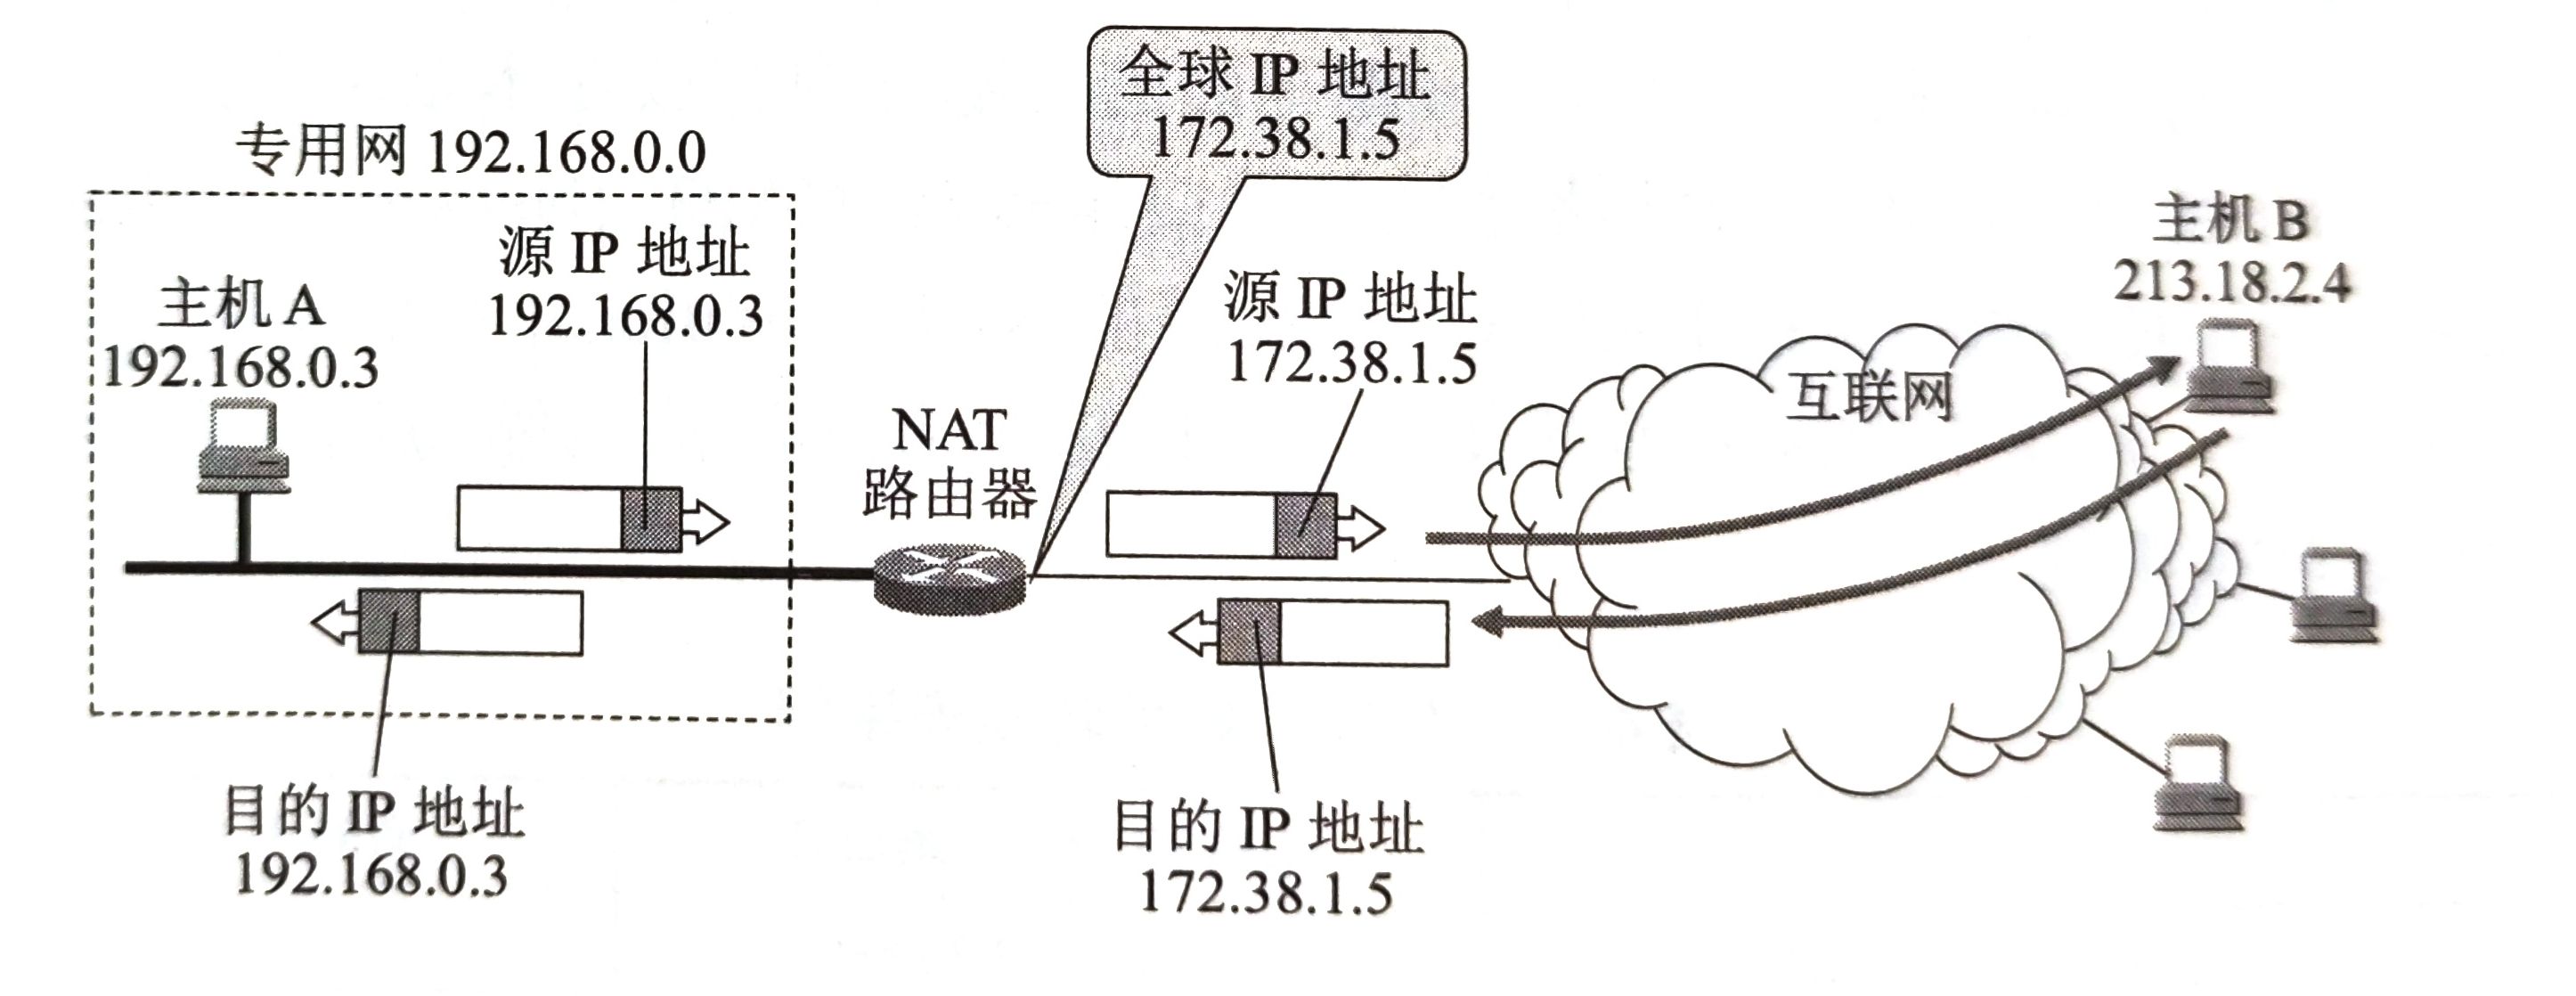 全球 IP 地址
172.38.1.5
专用网 192.168.0.0
源 IP 地址
192.168.0.3
主机 A
192.168.0.3
NAT
路由器
源 IP 地址
172.38.1.5
互联网
主机 B
213.18.2.4
目的 IP 地址
192.168.0.3
目的 IP 地址
172.38.1.5